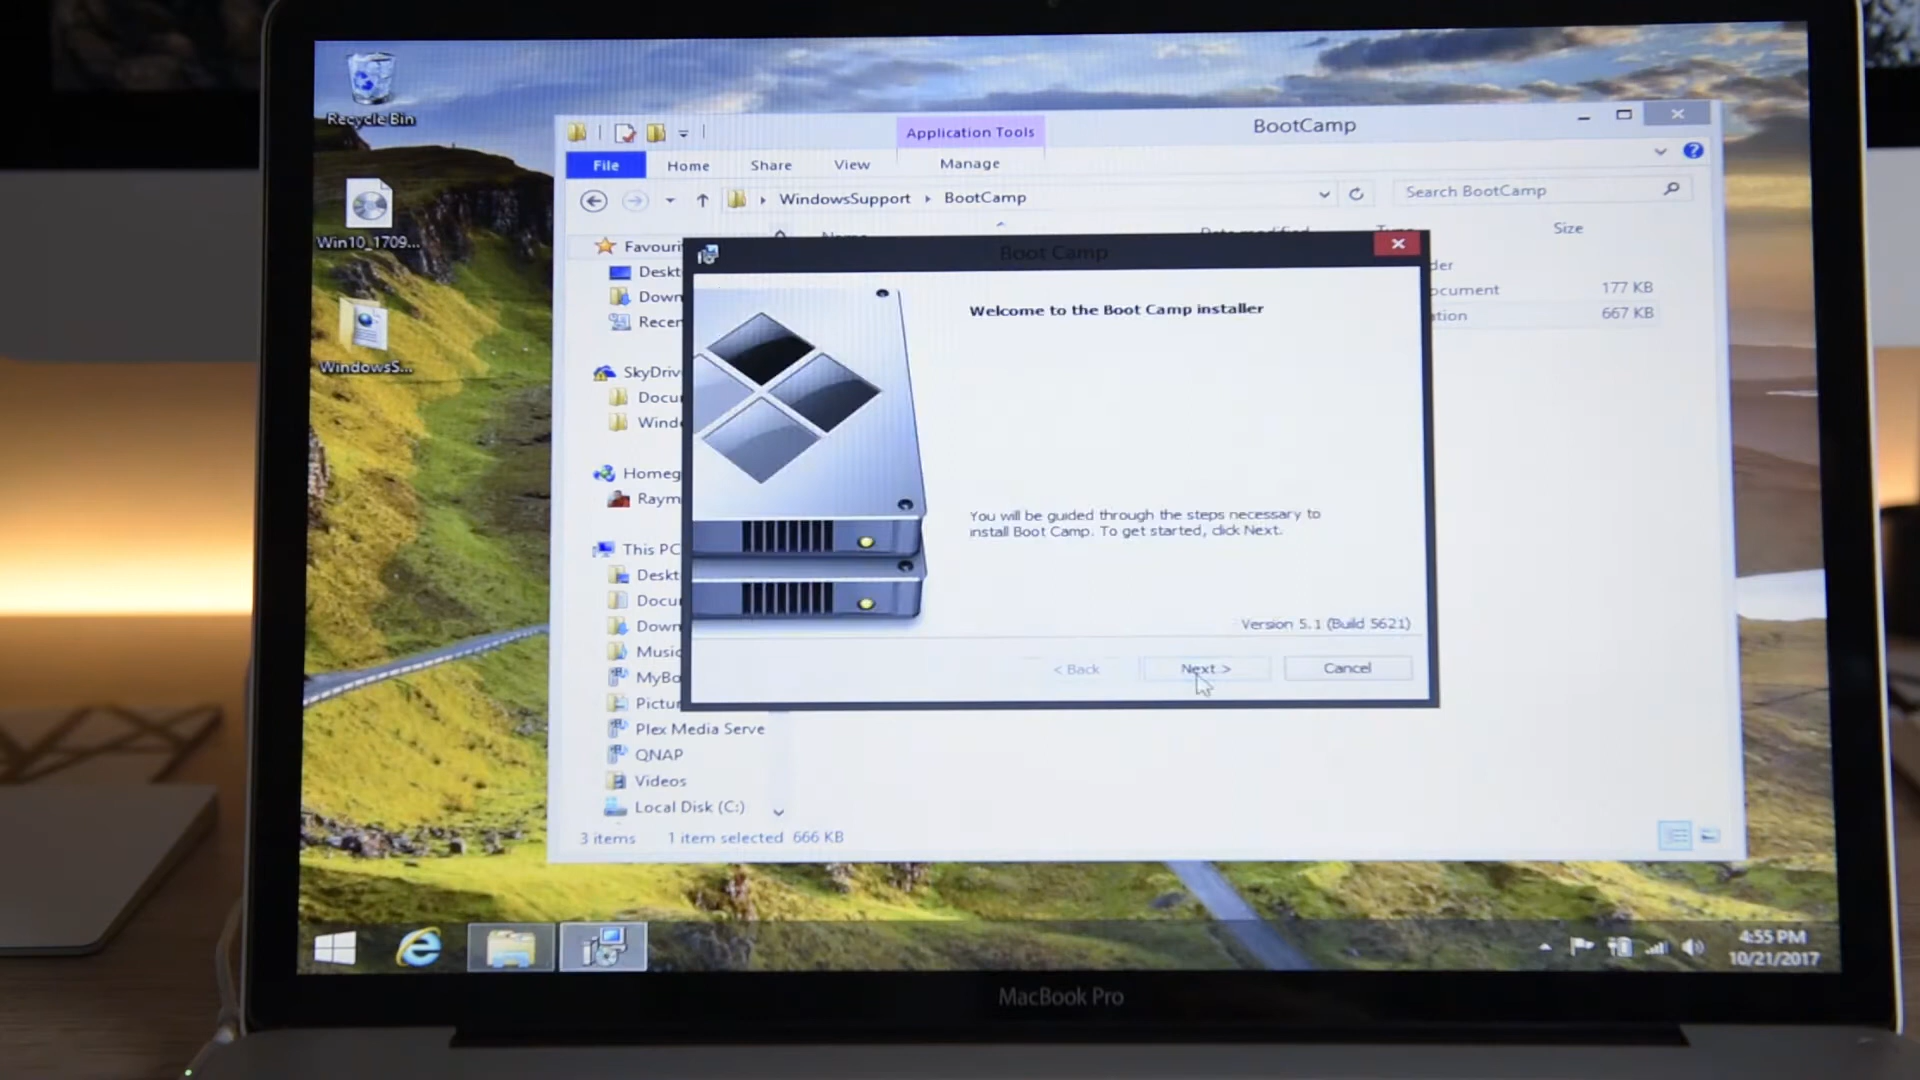 Recycle Bin
Win10_1709...
WindowsS...
Application Tools
BootCamp
File
Home
Share
View
Manage
WindowsSupport
BootCamp
Search BootCamp
Name
Date modified
Type
Size
Favouri
Deskt
Down
Recen
SkyDriv
Docu
Wind
Homeg
Raym
This PC
Deskt
Docu
Down
Music
MyBo
Pictur
Plex Media Serve
QNAP
Videos
Local Disk (C:)
der
ocument
177 KB
ation
667 KB
3 items
1 item selected 666 KB
Boot Camp
Welcome to the Boot Camp installer
You will be guided through the steps necessary to
install Boot Camp. To get started, click Next.
Version 5.1 (Build 5621)
< Back
Next >
Cancel
4:55 PM
10/21/2017
MacBook Pro